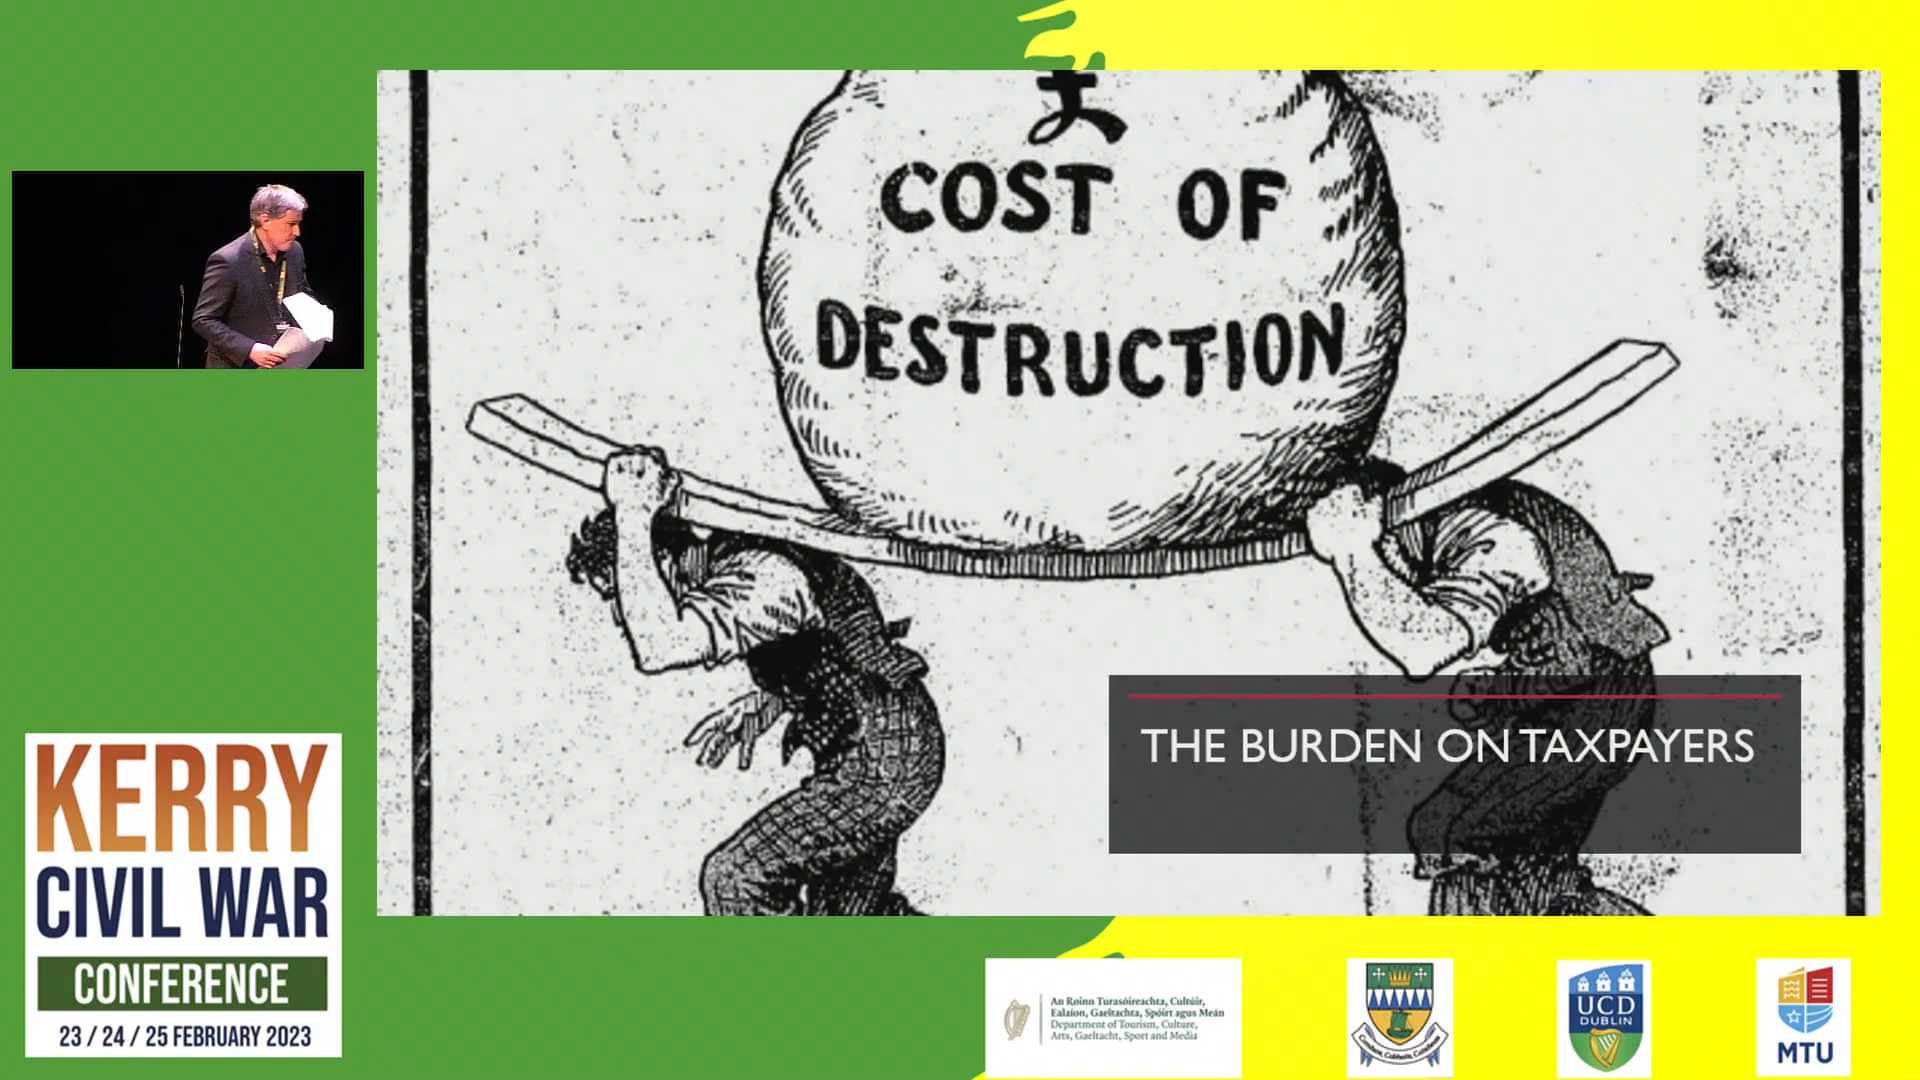 £
COST OF
DESTRUCTION
THE BURDEN ON TAXPAYERS
KERRY
CIVIL WAR
CONFERENCE
23 / 24 / 25 FEBRUARY 2023
An Roinn Turasóireachta, Cultúir,
Ealaíon, Gaeltachta, Spóirt agus Meán
Department of Tourism, Culture,
Arts, Gaeltacht, Sport and Media
UCD
DUBLIN
MTU